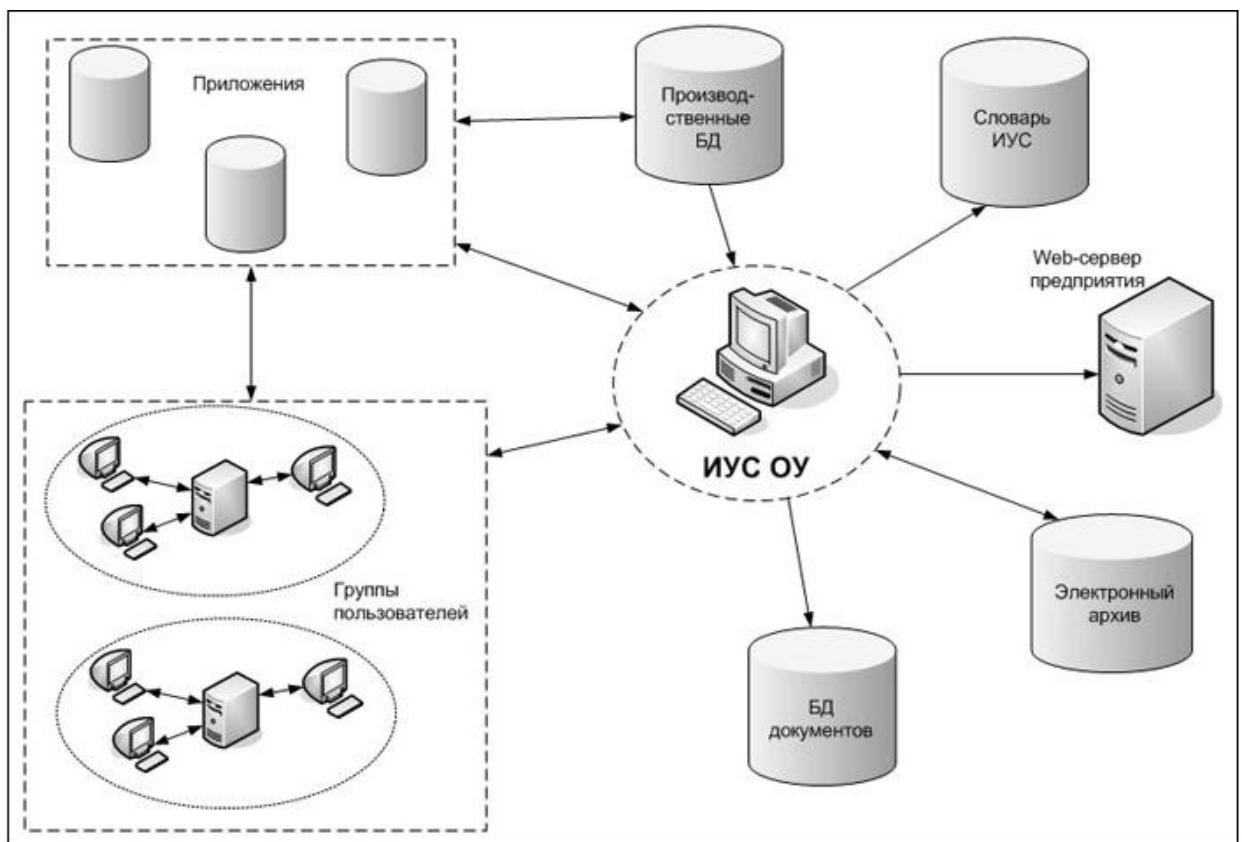 Приложения
Производ-
ственные
БД
Словарь
ИУС
Web-сервер
предприятия
ИУС ОУ
Электронный
архив
Группы
пользователей
БД
документов